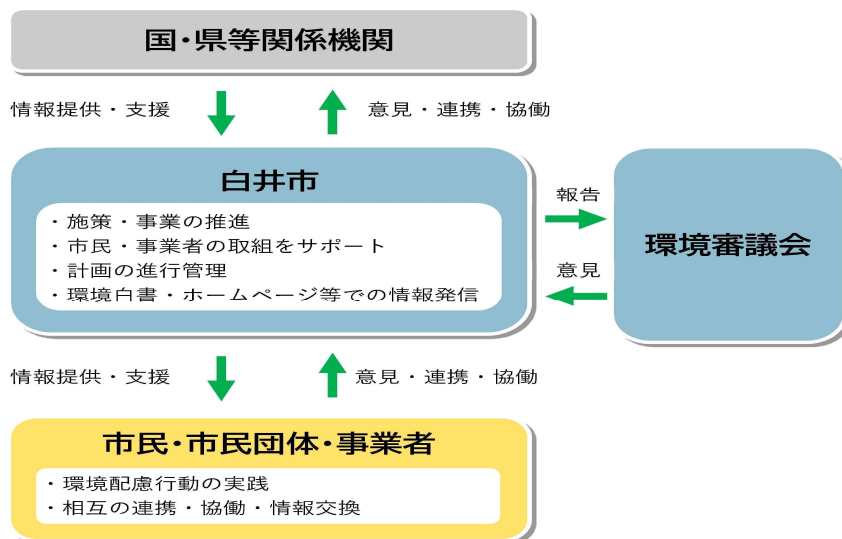 国・県等関係機関
情報提供・支援
意見・連携・協働
白井市
・施策・事業の推進
・市民・事業者の取組をサポート
・計画の進行管理
・環境白書・ホームページ等での情報発信
報告
環境審議会
意見
情報提供・支援
意見・連携・協働
市民・市民団体・事業者
・環境配慮行動の実践
・相互の連携・協働・情報交換